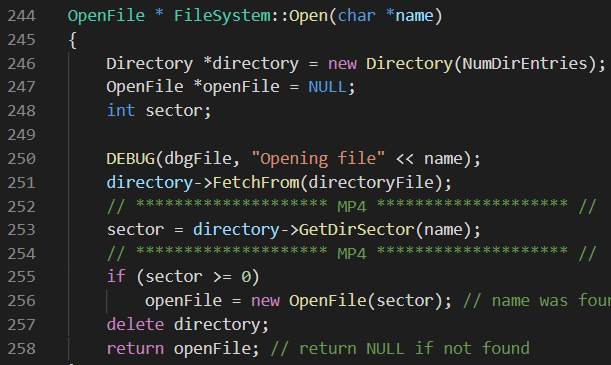 244 OpenFile * FileSystem::Open(char *name)
245 {
246     Directory *directory = new Directory(NumDirEntries);
247     OpenFile *openFile = NULL;
248     int sector;
249
250     DEBUG(dbgFile, "Opening file" << name);
251     directory->FetchFrom(directoryFile);
252     // ******************** MP4 ******************** //
253     sector = directory->GetDirSector(name);
254     // ******************** MP4 ******************** //
255     if (sector >= 0)
256         openFile = new OpenFile(sector); // name was
257     delete directory;
258     return openFile; // return NULL if not found